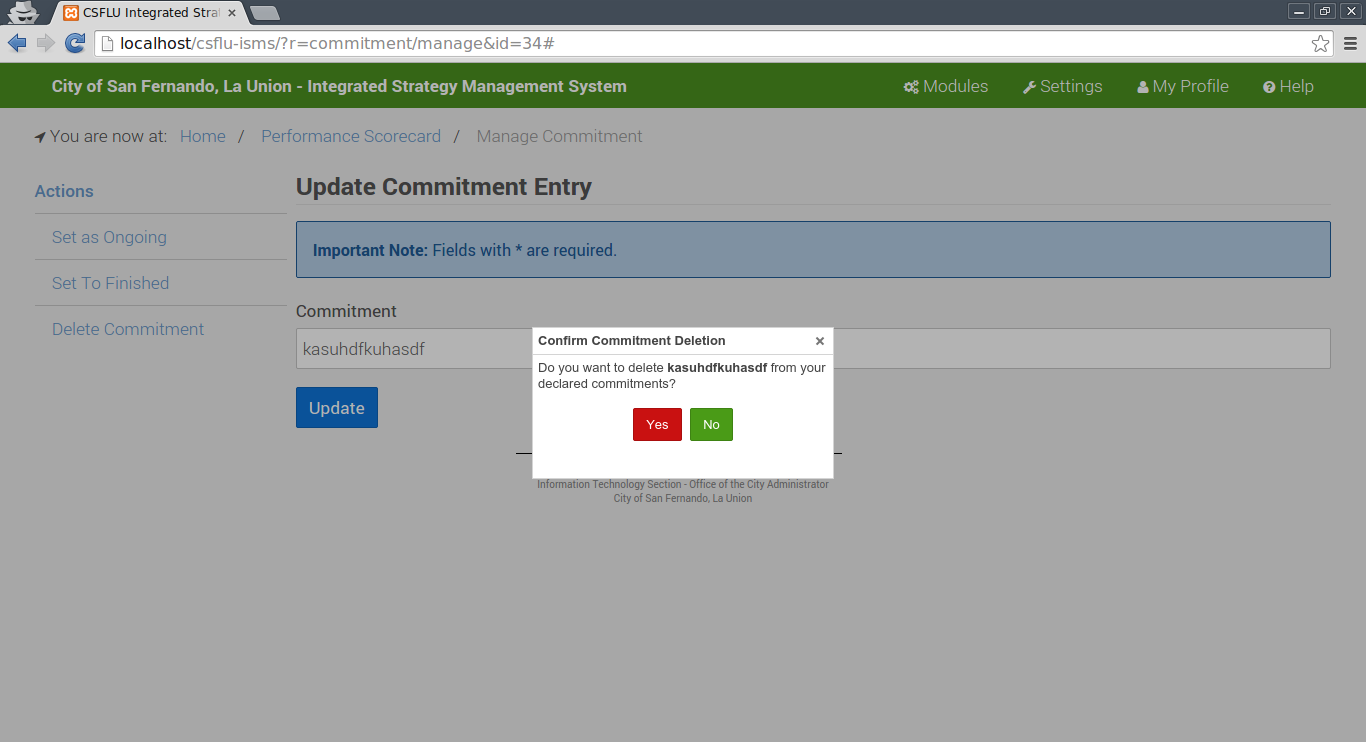 CSFLU Integrated Stra
localhost/csflu-isms/?r=commitment/manage&id=34#
City of San Fernando, La Union - Integrated Strategy Management System
Modules Settings My Profile Help
You are now at: Home / Performance Scorecard / Manage Commitment
Actions
Set as Ongoing
Set To Finished
Delete Commitment
Update Commitment Entry
Important Note: Fields with * are required.
Commitment
kasuhdfkuhasdf
Update
Confirm Commitment Deletion ×
Do you want to delete kasuhdfkuhasdf from your
declared commitments?
Yes No
Information Technology Section - Office of the City Administrator
City of San Fernando, La Union